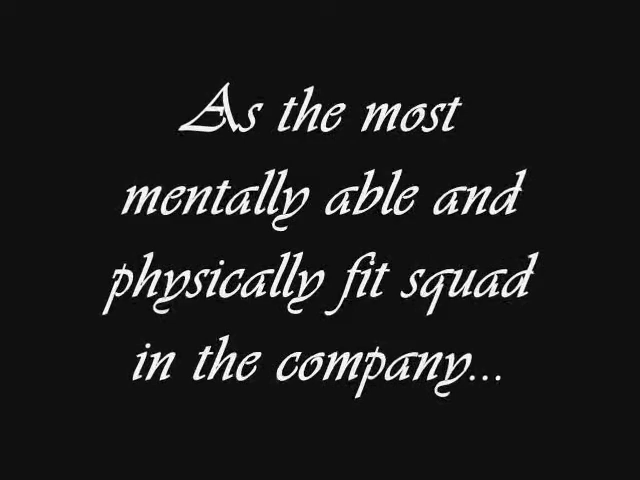 As the most
mentally able and
physically fit squad
in the company...